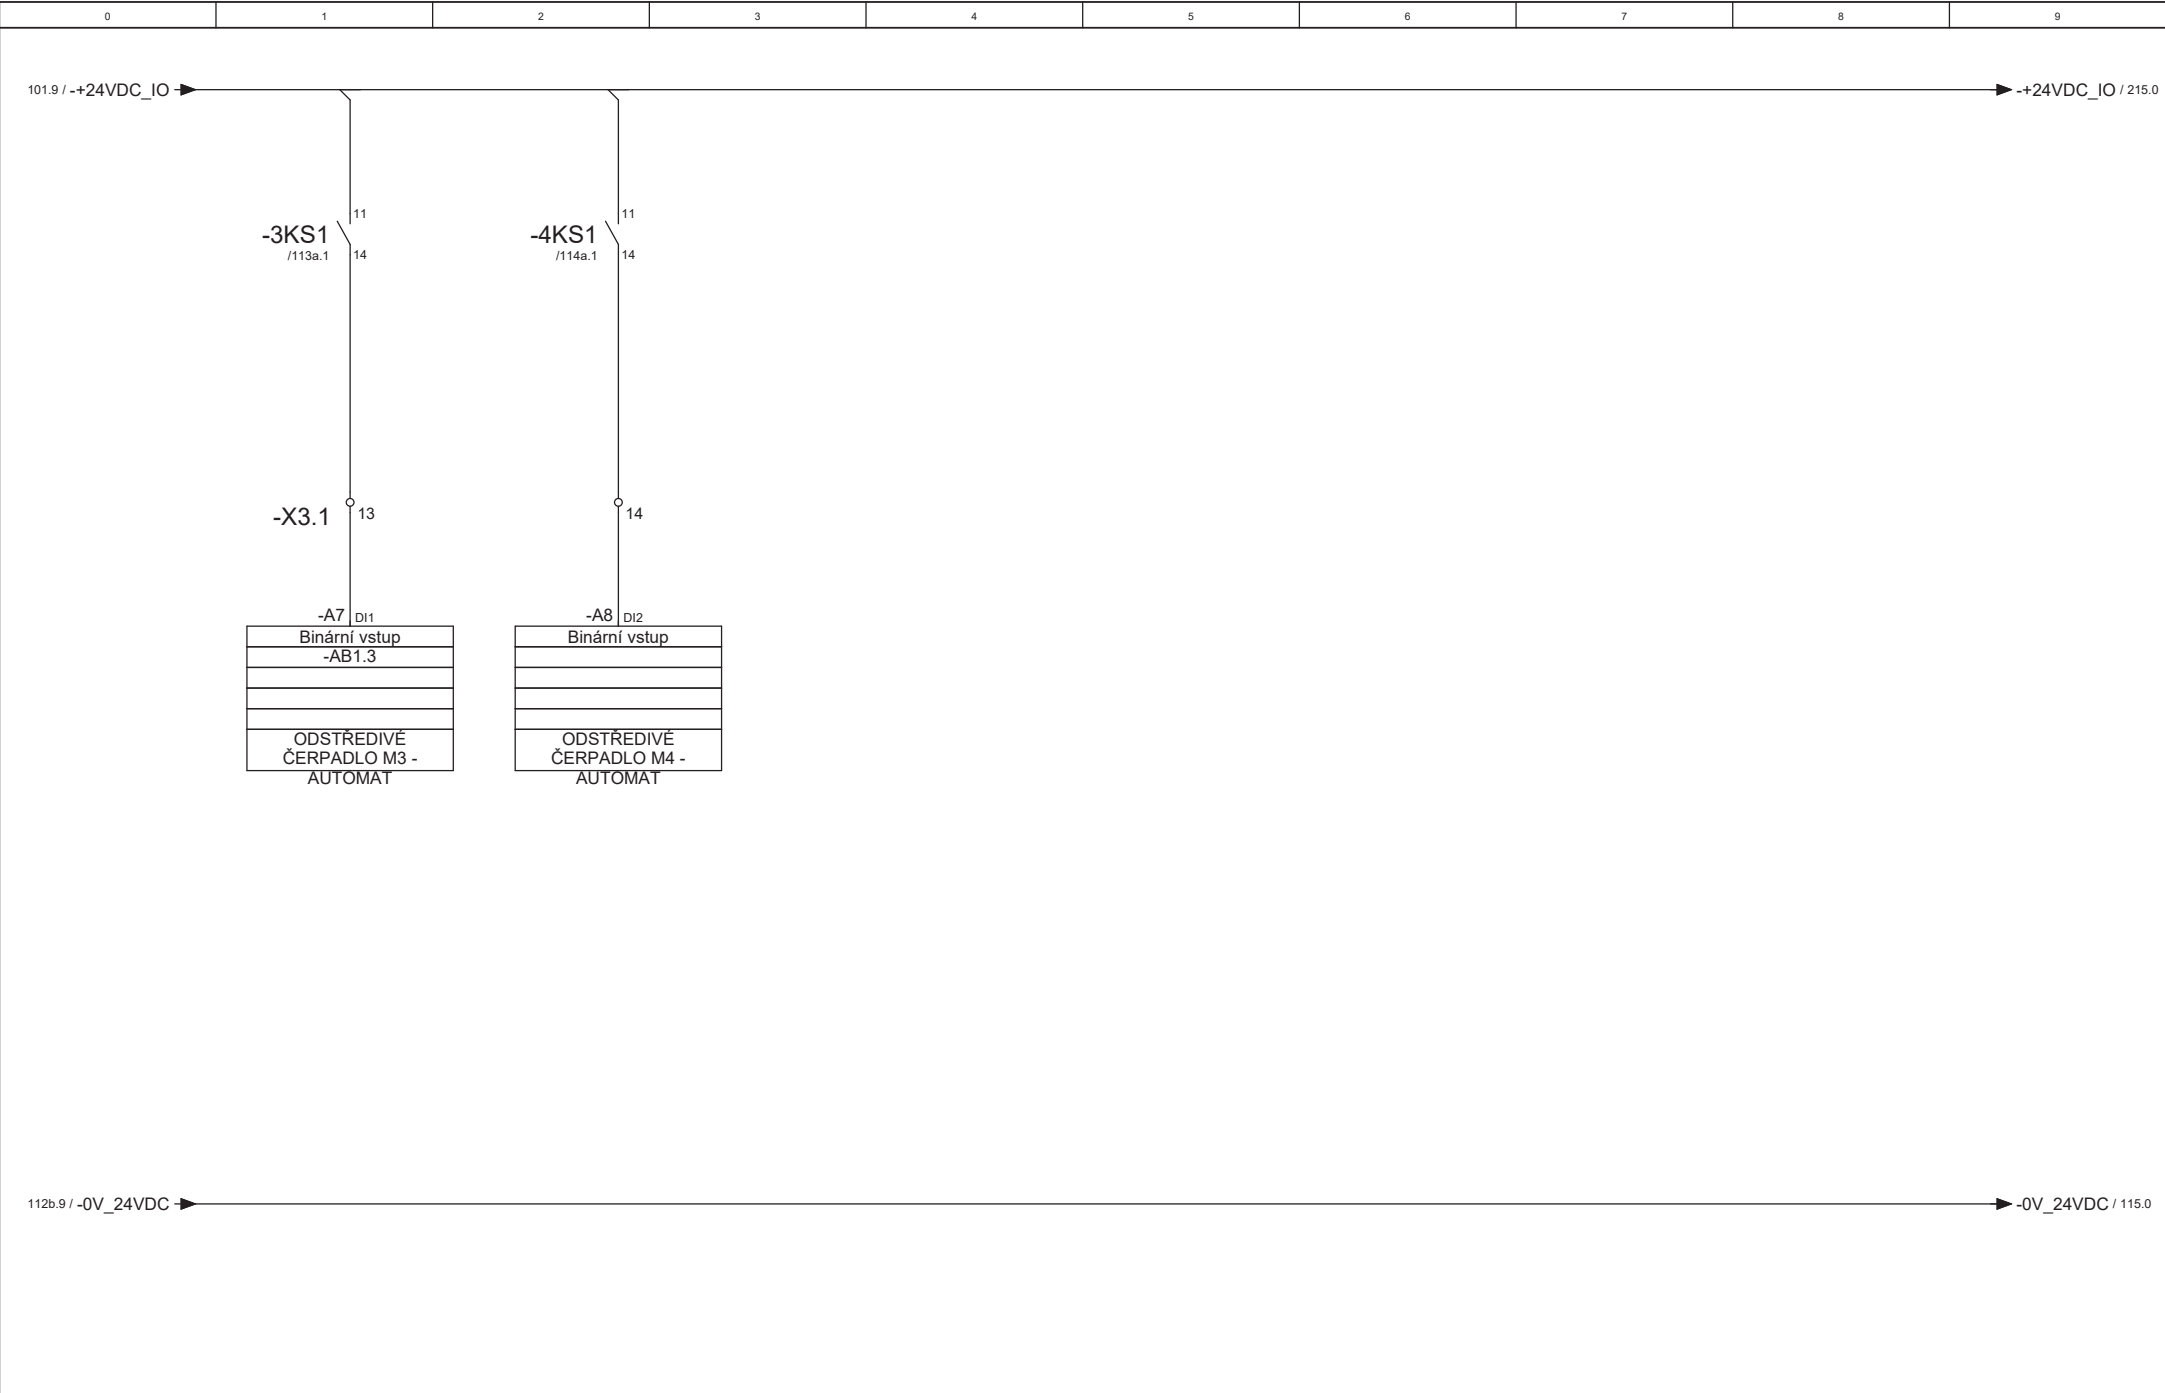 0 1 2 3 4 5 6 7 8 9
101.9 / -+24VDC_IO
-+24VDC_IO / 215.0
11
-3KS1
/113a.1
14
11
-4KS1
/114a.1
14
-X3.1
13
14
-A7
DI1
Binární vstup
-AB1.3
ODSTŘEDIVÉ
ČERPADLO M3 -
AUTOMAT
-A8
DI2
Binární vstup
ODSTŘEDIVÉ
ČERPADLO M4 -
AUTOMAT
112b.9 / -0V_24VDC
-0V_24VDC / 115.0